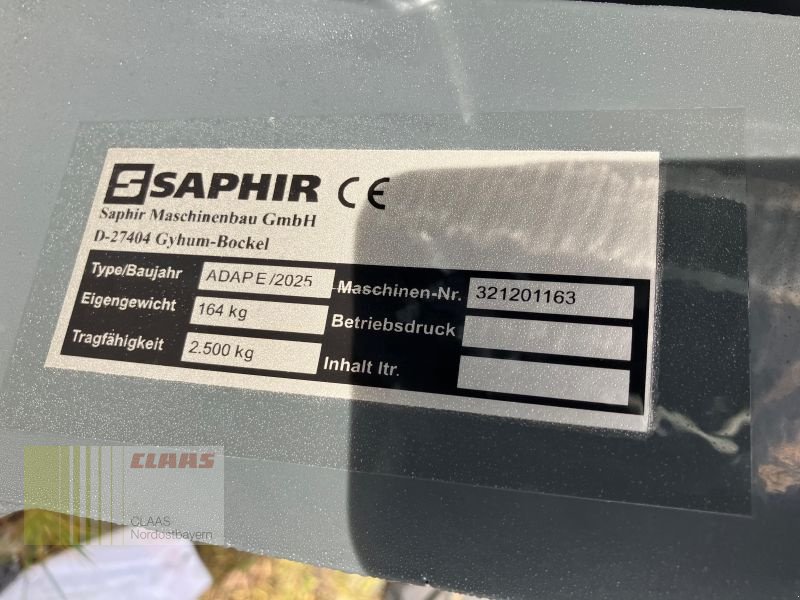 SAPHIR CE
Saphir Maschinenbau GmbH
D-27404 Gyhum-Bockel
Type/Baujahr ADAP E/2025 Maschinen-Nr. 321201163
Eigengewicht 164 kg Betriebsdruck
Tragfähigkeit 2.500 kg Inhalt ltr.
CLAAS
CLAAS
Nordostbayern